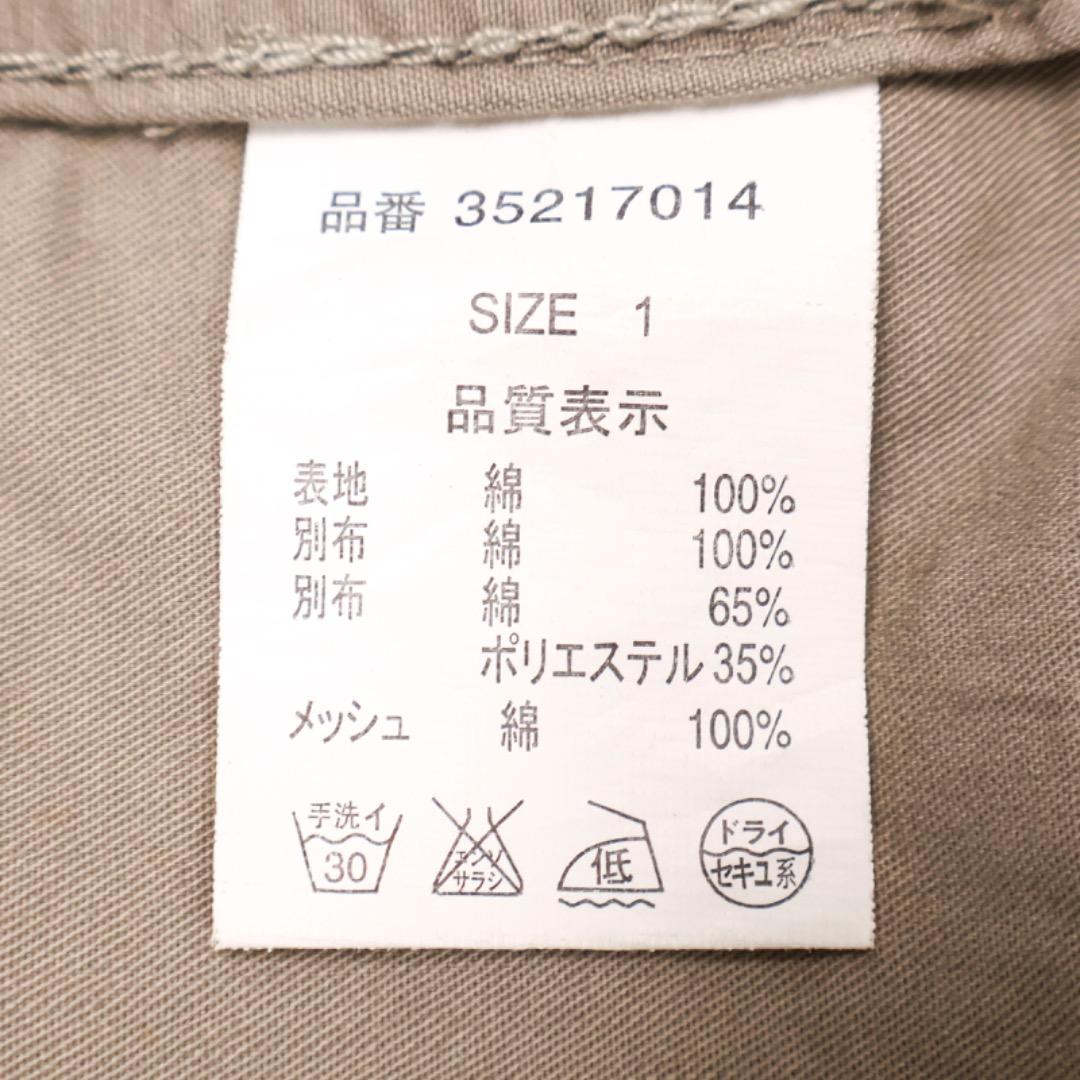 品番 35217014
SIZE 1
品質表示
表地 綿 100%
別布 綿 100%
別布 綿 65%
ポリエステル 35%
メッシュ 綿 100%
手洗イ 30
エンソ サラシ
低
ドライ セキユ系